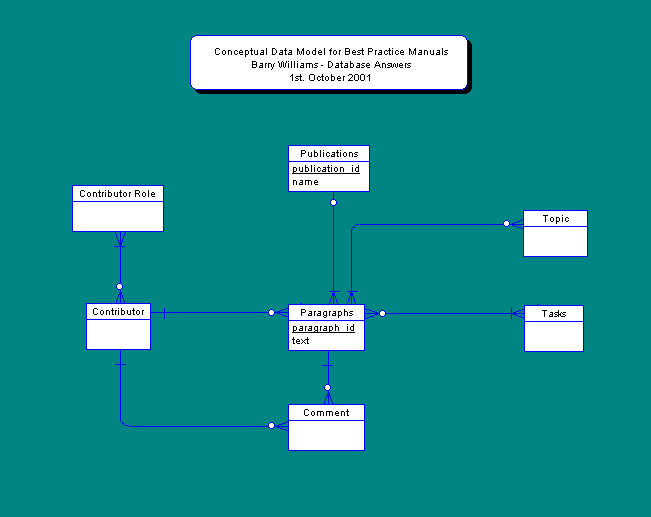 Conceptual Data Model for Best Practice Manuals
Barry Williams - Database Answers
1st. October 2001
Publications
publication_id
name
Contributor Role
Topic
Contributor
Paragraphs
paragraph_id
text
Tasks
Comment